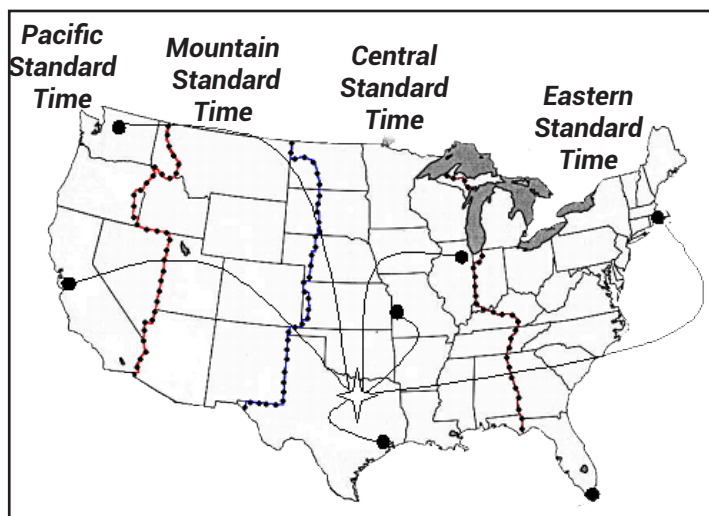 Pacific
Standard
Time
Mountain
Standard
Time
Central
Standard
Time
Eastern
Standard
Time